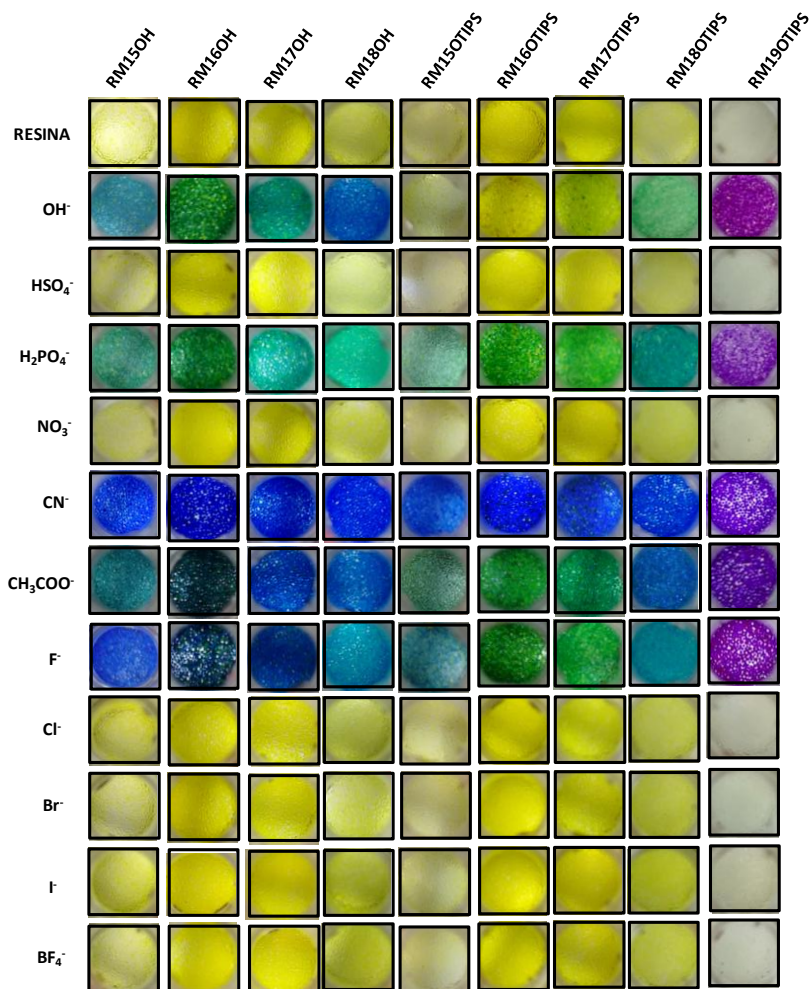 RM15OH
RM16OH
RM17OH
RM18OH
RM15OTIPS
RM16OTIPS
RM17OTIPS
RM18OTIPS
RM19OTIPS
RESINA
OH⁻
HSO₄⁻
H₂PO₄⁻
NO₃⁻
CN⁻
CH₃COO⁻
F⁻
Cl⁻
Br⁻
I⁻
BF₄⁻